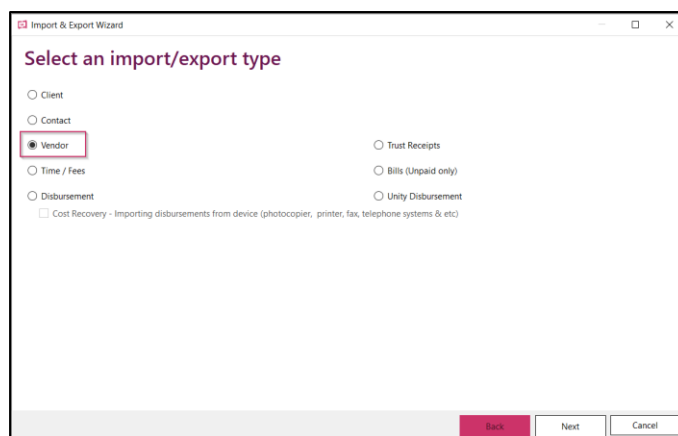 Import & Export Wizard
Select an import/export type
Client
Contact
Vendor
Trust Receipts
Time / Fees
Bills (Unpaid only)
Disbursement
Unity Disbursement
Cost Recovery - Importing disbursements from device (photocopier, printer, fax, telephone systems & etc)
Back Next Cancel